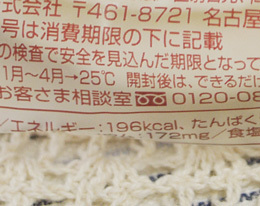 式会社 〒461-8721 名古屋
号は消費期限の下に記載
の検査で安全を見込んだ期限となって
1月〜4月→25℃ 開封後は、できるだけ
お客さま相談室 0120-08
/エネルギー:196kcal、たんぱく
172mg/食塩